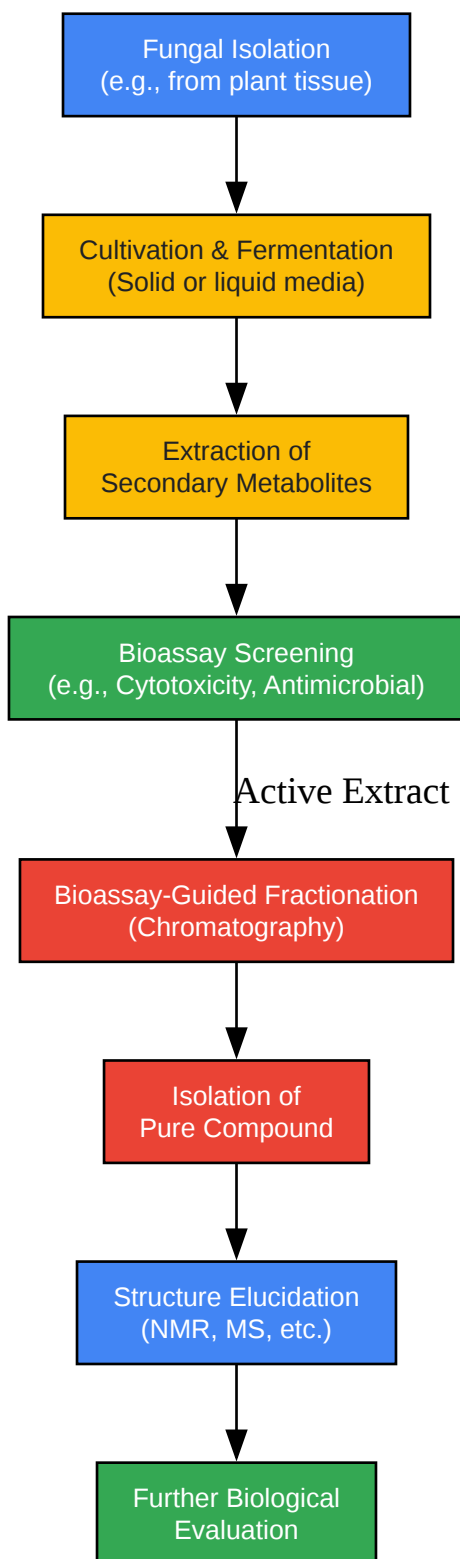 Fungal Isolation
(e.g., from plant tissue)
Cultivation & Fermentation
(Solid or liquid media)
Extraction of
Secondary Metabolites
Bioassay Screening
(e.g., Cytotoxicity, Antimicrobial)
Active Extract
Bioassay-Guided Fractionation
(Chromatography)
Isolation of
Pure Compound
Structure Elucidation
(NMR, MS, etc.)
Further Biological
Evaluation